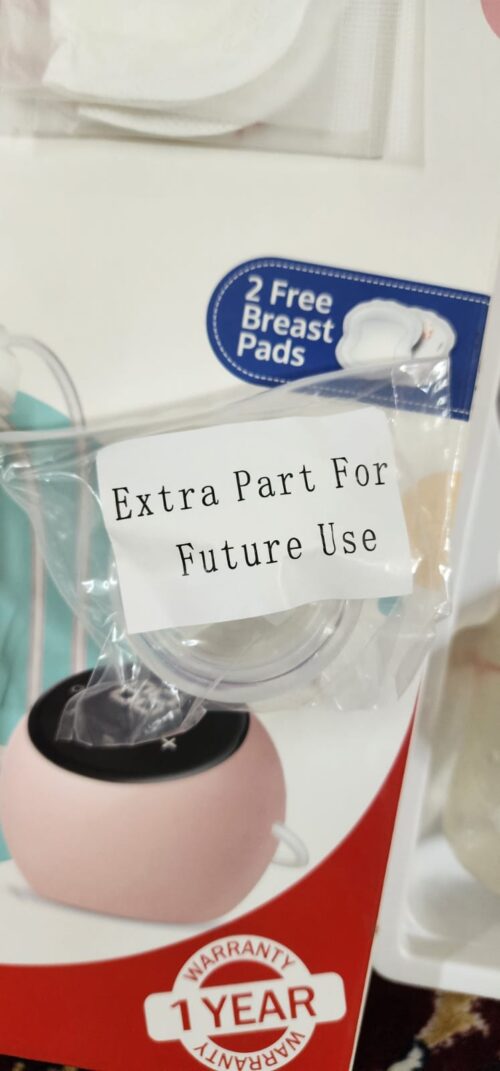 2 Free
Breast
Pads
Extra Part For
Future Use
WARRANTY
1 YEAR
WARRANTY